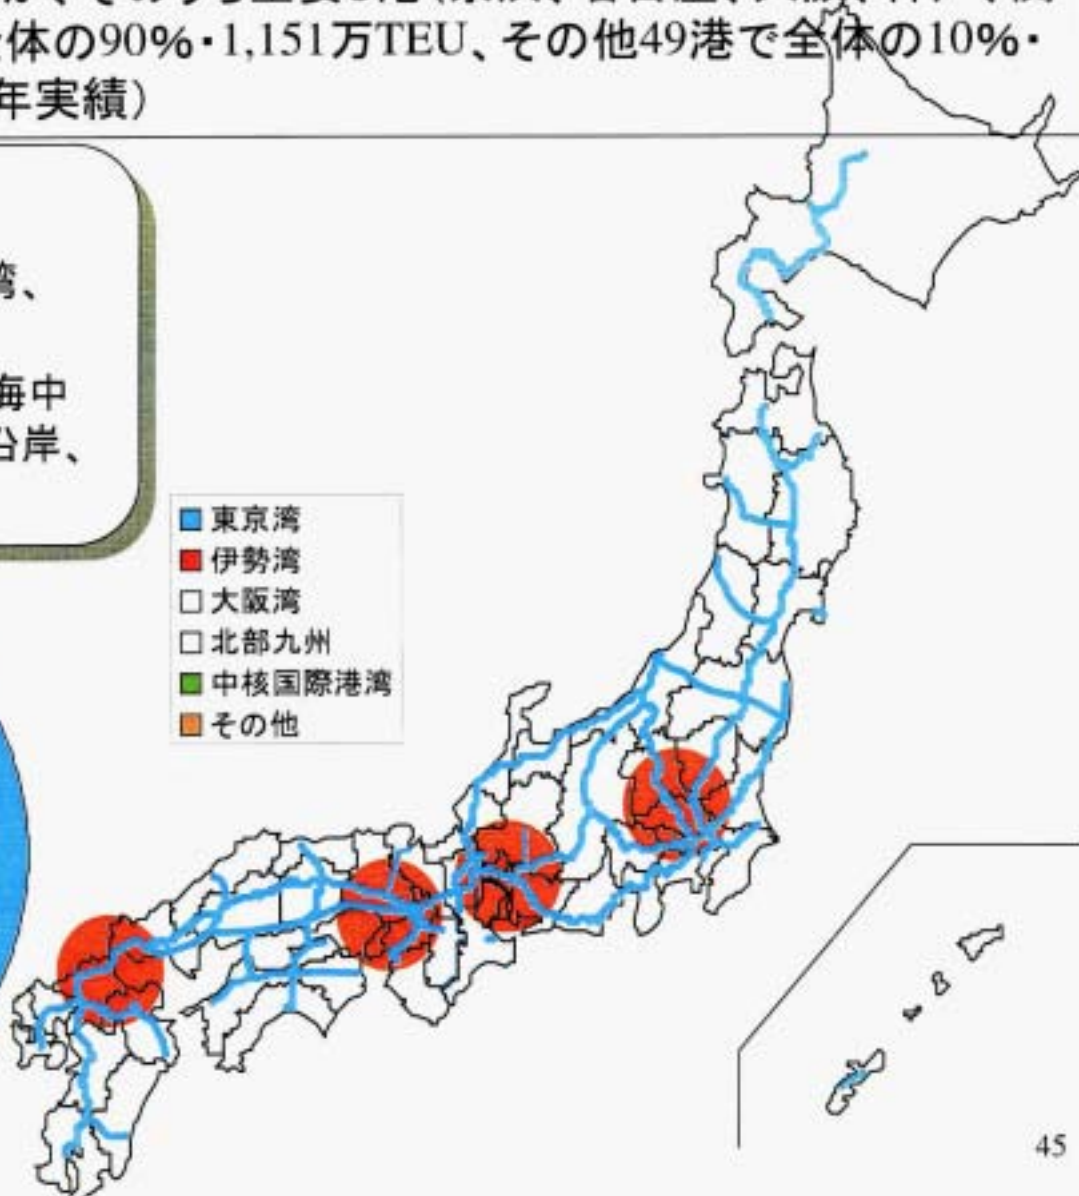 体の90%・1,151万TEU、その他49港で全体の10%・
年実績）
湾、
海中
沿岸、
東京湾
伊勢湾
大阪湾
北部九州
中核国際港湾
その他
45